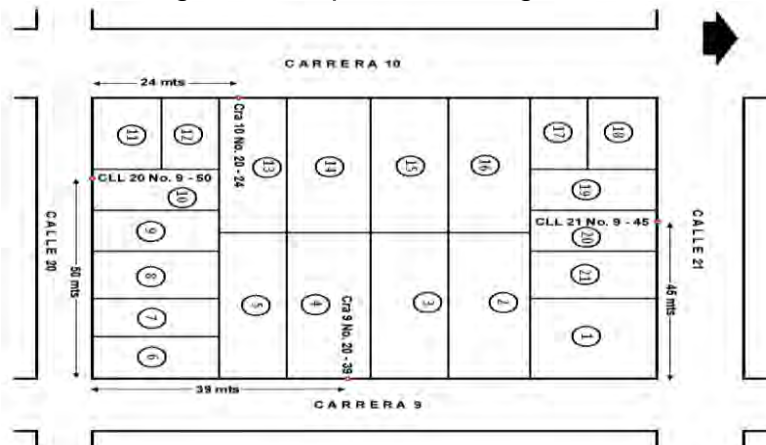 CARRERA 10
24 mts
Cra 10 No. 20 - 24
11
12
13
14
15
16
17
18
CLL 20 No. 9 - 50
10
19
CLL 21 No. 9 - 45
9
20
CALLE 20
CALLE 21
50 mts
45 mts
8
21
7
6
5
4
Cra 9 No. 20 - 39
3
2
1
39 mts
CARRERA 9